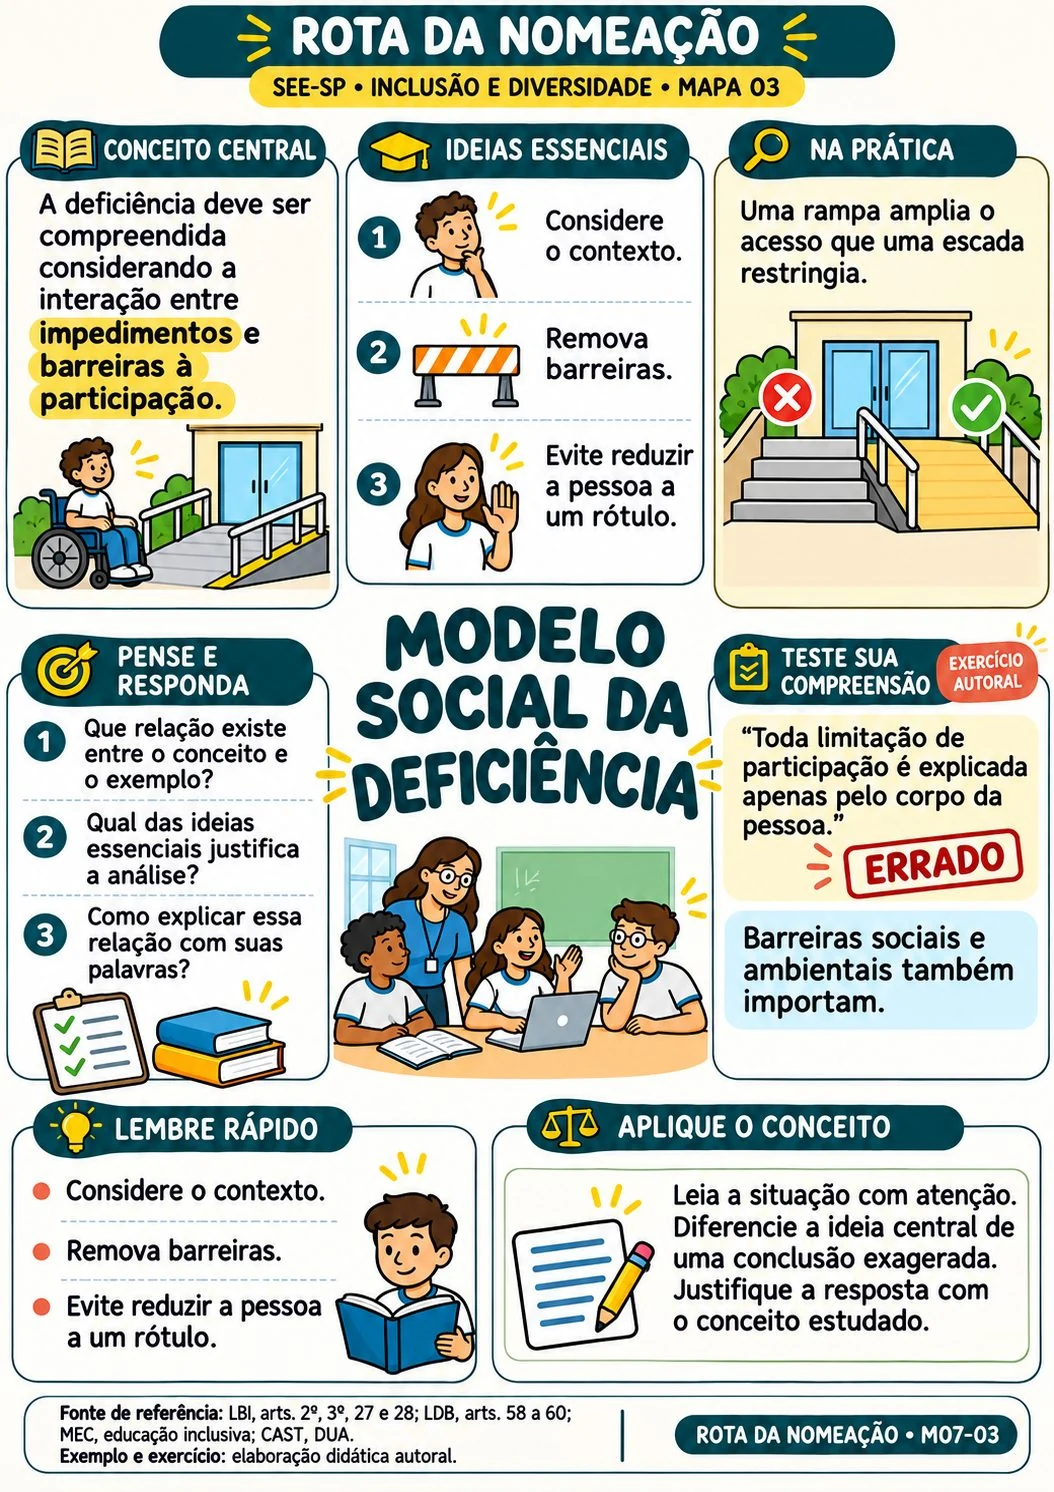 ROTA DA NOMEAÇÃO
SEE-SP • INCLUSÃO E DIVERSIDADE • MAPA 03
CONCEITO CENTRAL
A deficiência deve ser
compreendida
considerando a
interação entre
impedimentos e
barreiras à
participação.
IDEIAS ESSENCIAIS
1
Considere
o contexto.
2
Remova
barreiras.
3
Evite reduzir
a pessoa a
um rótulo.
NA PRÁTICA
Uma rampa amplia o
acesso que uma escada
restringia.
MODELO
SOCIAL DA
DEFICIÊNCIA
PENSE E
RESPONDA
1
Que relação existe
entre o conceito e
o exemplo?
2
Qual das ideias
essenciais justifica
a análise?
3
Como explicar essa
relação com suas
palavras?
TESTE SUA
COMPREENSÃO
EXERCÍCIO
AUTORAL
“Toda limitação de
participação é explicada
apenas pelo corpo da
pessoa.”
ERRADO
Barreiras sociais e
ambientais também
importam.
LEMBRE RÁPIDO
• Considere o contexto.
• Remova barreiras.
• Evite reduzir a pessoa
a um rótulo.
APLIQUE O CONCEITO
Leia a situação com atenção.
Diferencie a ideia central de
uma conclusão exagerada.
Justifique a resposta com
o conceito estudado.
Fonte de referência: LBI, arts. 2º, 3º, 27 e 28; LDB, arts. 58 a 60;
MEC, educação inclusiva; CAST, DUA.
Exemplo e exercício: elaboração didática autoral.
ROTA DA NOMEAÇÃO • M07-03